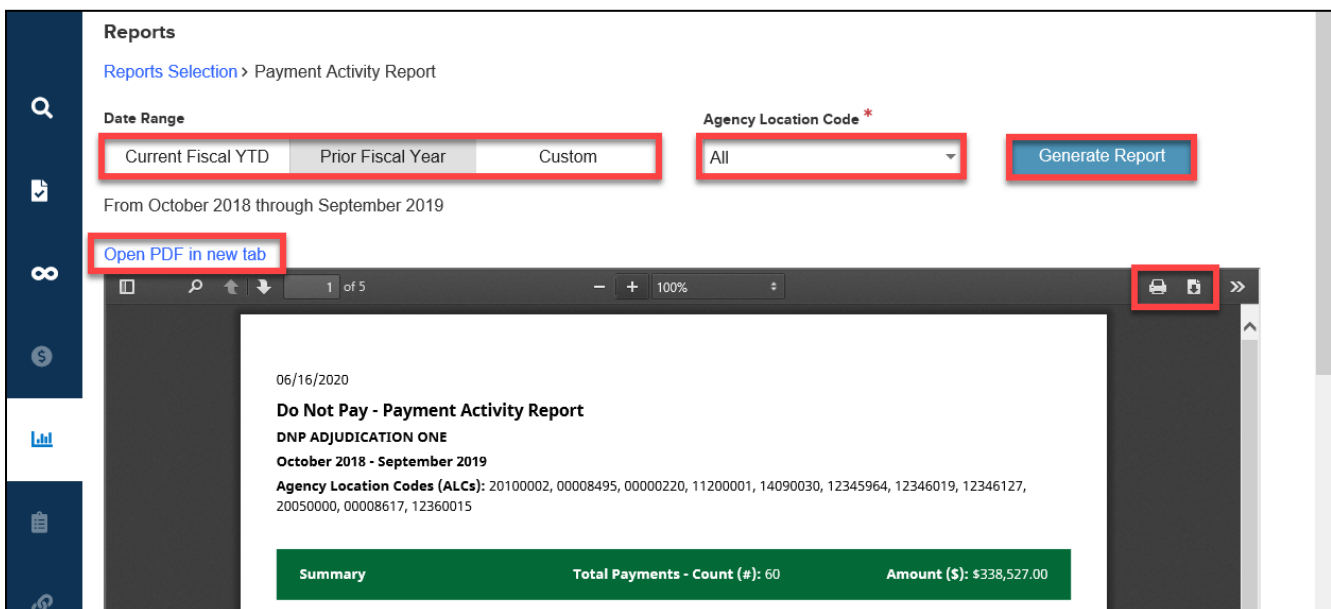 Reports
Reports Selection > Payment Activity Report
Date Range
Agency Location Code *
Current Fiscal YTD Prior Fiscal Year Custom
All
Generate Report
From October 2018 through September 2019
Open PDF in new tab
1 of 5
100%
06/16/2020
Do Not Pay - Payment Activity Report
DNP ADJUDICATION ONE
October 2018 - September 2019
Agency Location Codes (ALCs): 20100002, 00008495, 00000220, 11200001, 14090030, 12345964, 12346019, 12346127,
20050000, 00008617, 12360015
Summary Total Payments - Count (#): 60 Amount ($): $338,527.00